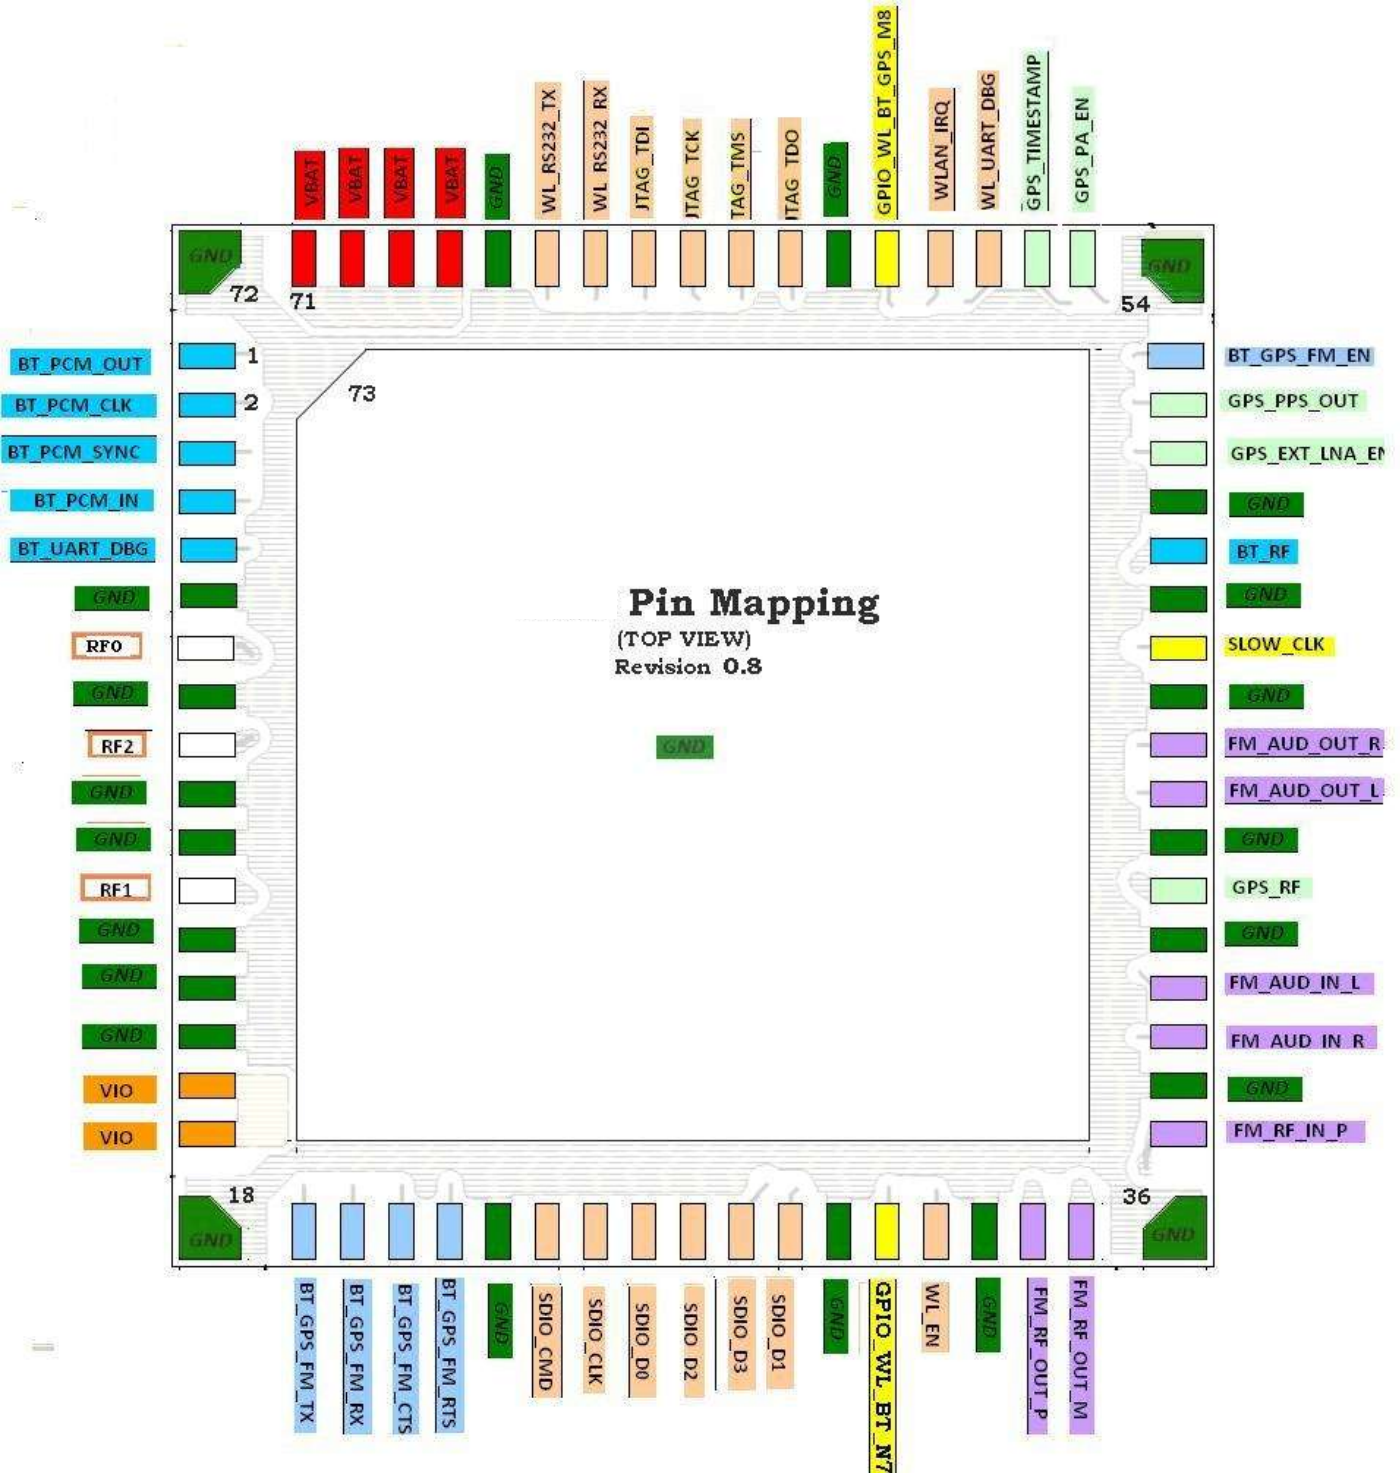 VBAT
VBAT
VBAT
VBAT
GND
WL_RS232_TX
WL_RS232_RX
JTAG_TDI
JTAG_TCK
TAG_TMS
JTAG_TDO
GND
GPIO_WL_BT_GPS_M8
WLAN_IRQ
WL_UART_DBG
GPS_TIMESTAMP
GPS_PA_EN
GND
72
71
54
GND
BT_PCM_OUT
1
BT_PCM_CLK
2
BT_PCM_SYNC
BT_PCM_IN
BT_UART_DBG
GND
RF0
GND
RF2
GND
GND
RF1
GND
GND
GND
VIO
VIO
73
Pin Mapping
(TOP VIEW)
Revision 0.8
GND
BT_GPS_FM_EN
GPS_PPS_OUT
GPS_EXT_LNA_EN
GND
BT_RF
GND
SLOW_CLK
GND
FM_AUD_OUT_R
FM_AUD_OUT_L
GND
GPS_RF
GND
FM_AUD_IN_L
FM_AUD_IN_R
GND
FM_RF_IN_P
18
36
GND
GND
BT_GPS_FM_TX
BT_GPS_FM_RX
BT_GPS_FM_CTS
BT_GPS_FM_RTS
GND
SDIO_CMD
SDIO_CLK
SDIO_D0
SDIO_D2
SDIO_D3
SDIO_D1
GND
GPIO_WL_BT_N7
WL_EN
GND
FM_RF_OUT_P
FM_RF_OUT_M